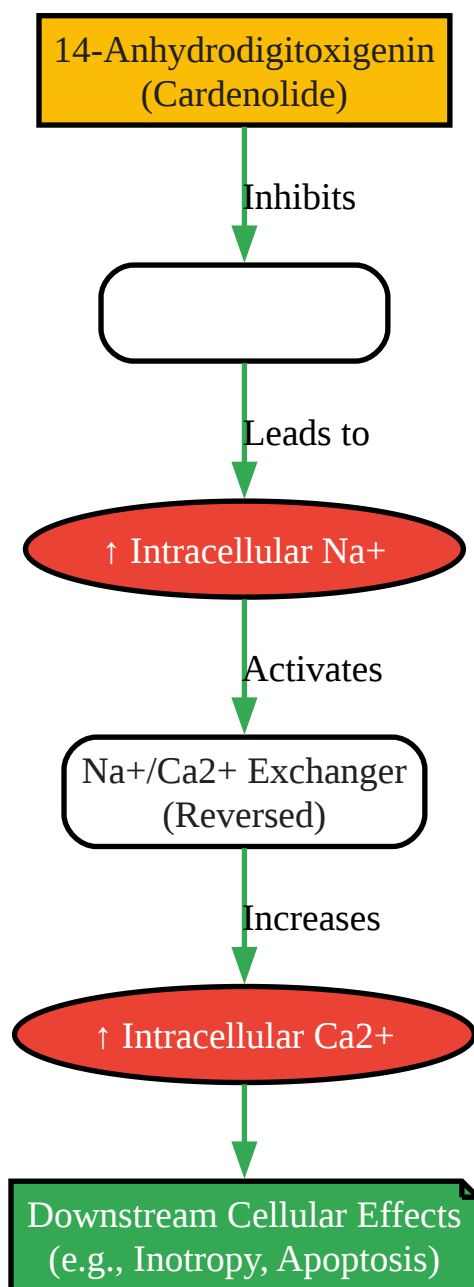 14-Anhydrodigitoxigenin
(Cardenolide)
Inhibits
Leads to
↑ Intracellular Na+
Activates
Na+/Ca2+ Exchanger
(Reversed)
Increases
↑ Intracellular Ca2+
Downstream Cellular Effects
(e.g., Inotropy, Apoptosis)